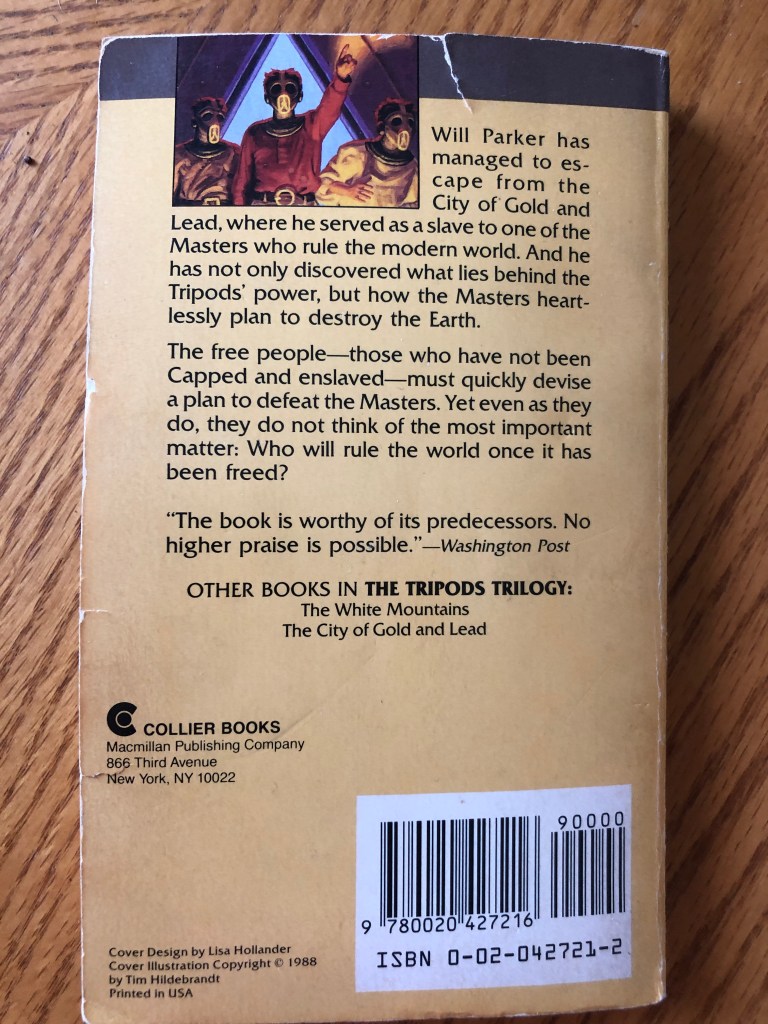 Will Parker has
managed to es-
cape from the
City of Gold and
Lead, where he served as a slave to one of the
Masters who rule the modern world. And he
has not only discovered what lies behind the
Tripods' power, but how the Masters heart-
lessly plan to destroy the Earth.
The free people—those who have not been
Capped and enslaved—must quickly devise
a plan to defeat the Masters. Yet even as they
do, they do not think of the most important
matter: Who will rule the world once it has
been freed?
“The book is worthy of its predecessors. No
higher praise is possible.”—Washington Post
OTHER BOOKS IN THE TRIPODS TRILOGY:
The White Mountains
The City of Gold and Lead
COLLIER BOOKS
Macmillan Publishing Company
866 Third Avenue
New York, NY 10022
90000
9 780020 427216
ISBN 0-02-042721-2
Cover Design by Lisa Hollander
Cover Illustration Copyright © 1988
by Tim Hildebrandt
Printed in USA